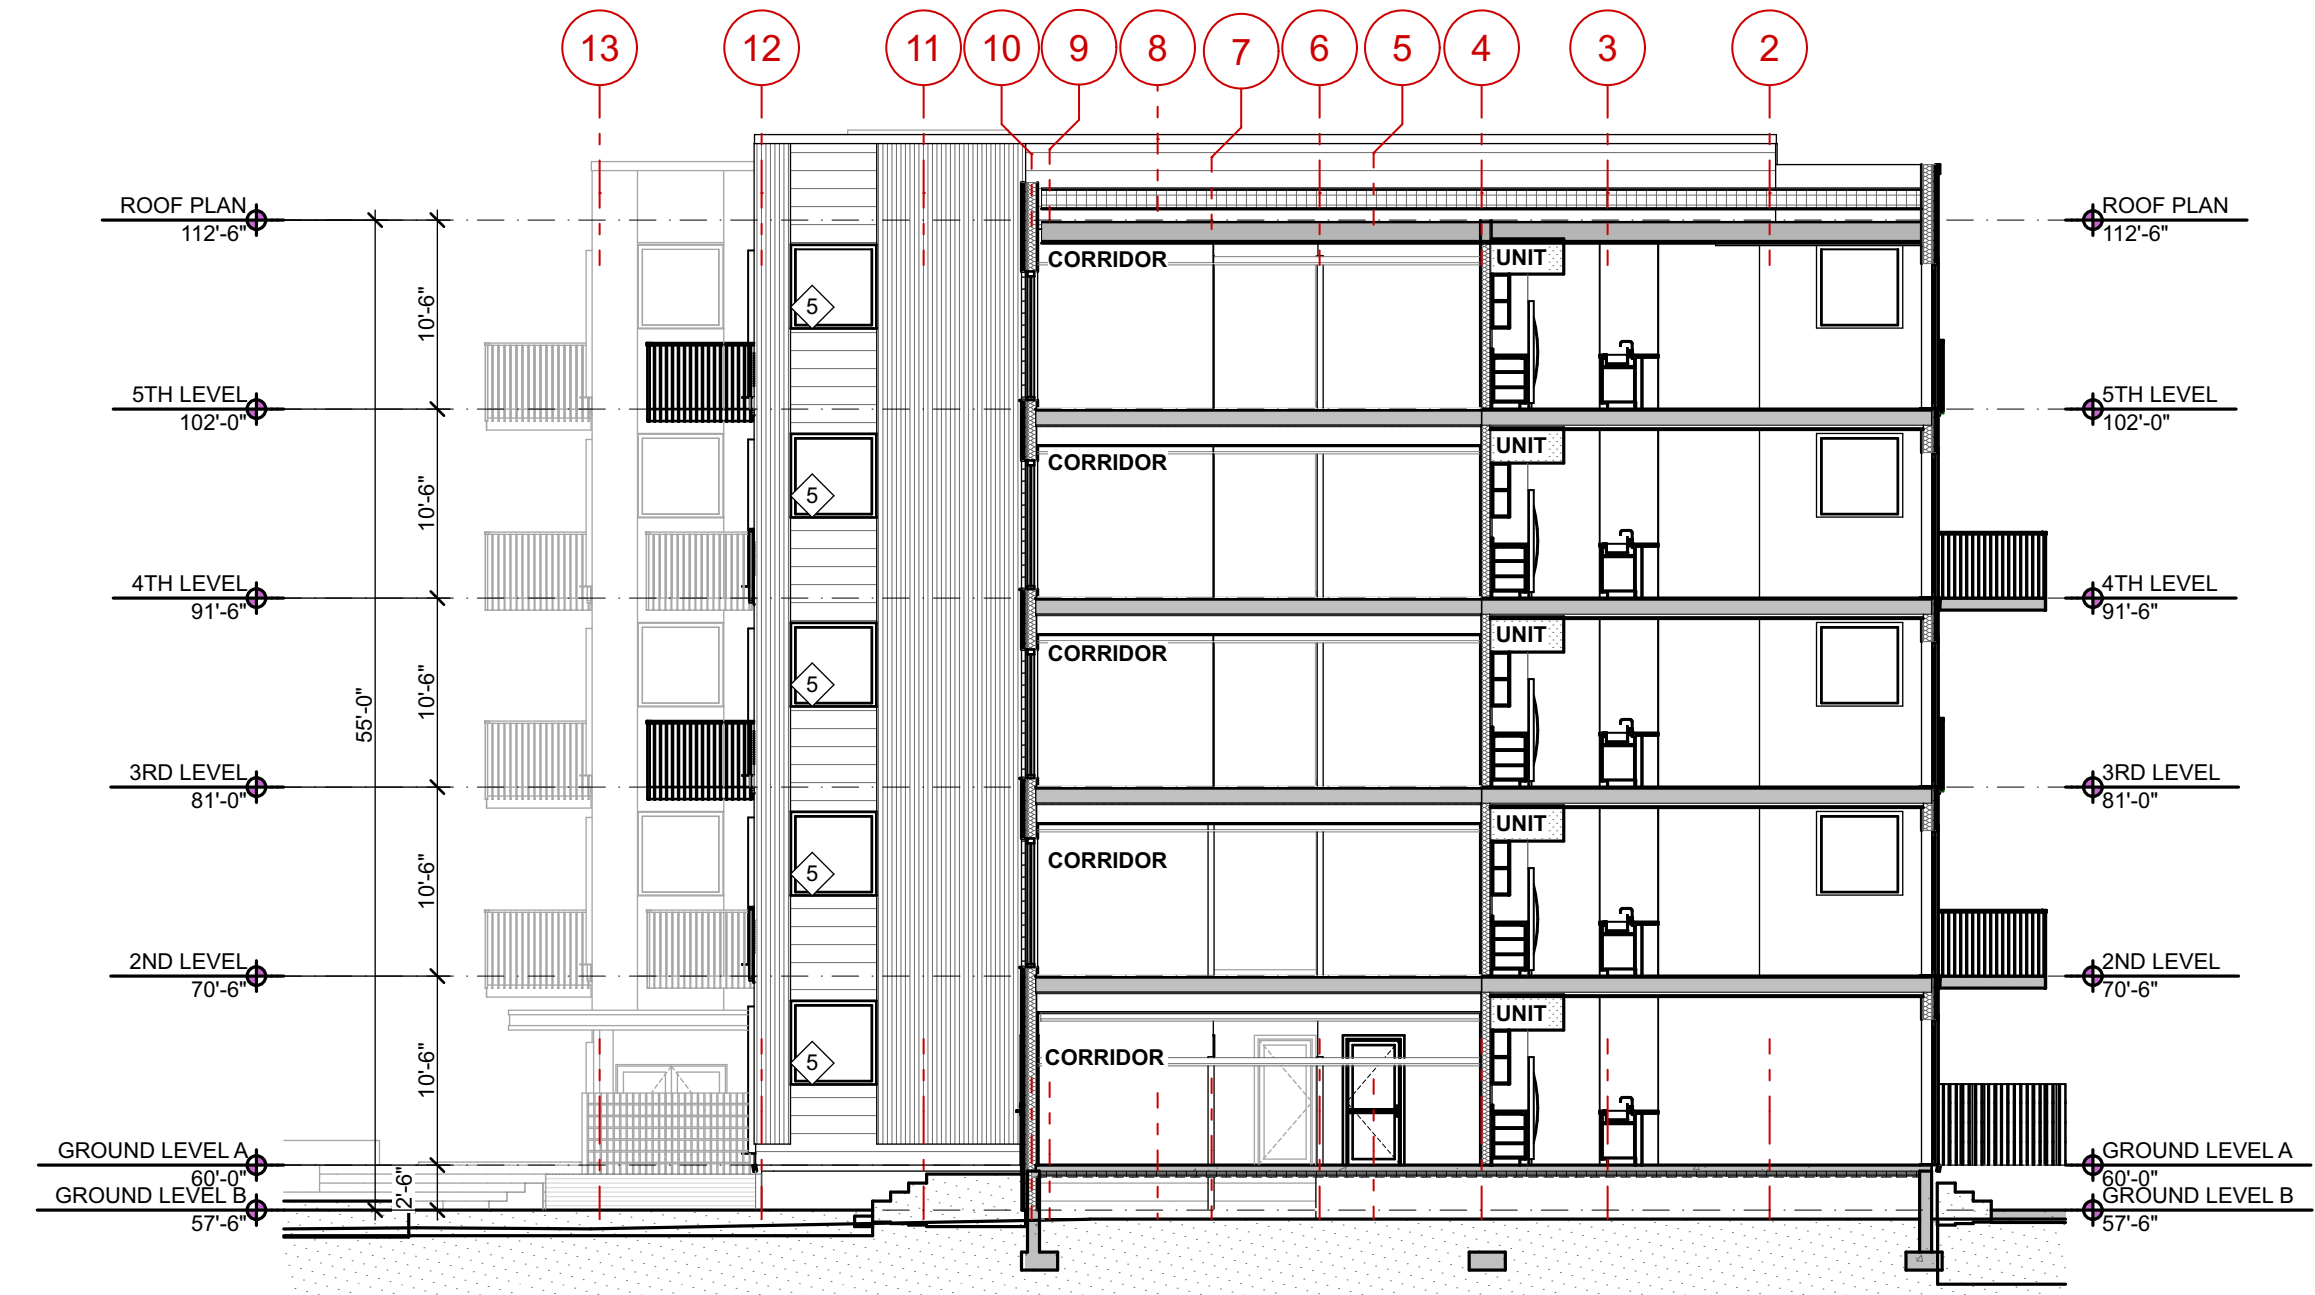 13 12 11 10 9 8 7 6 5 4 3 2
ROOF PLAN
112'-6"
ROOF PLAN
112'-6"
CORRIDOR
UNIT
10'-6"
5
5TH LEVEL
102'-0"
5TH LEVEL
102'-0"
CORRIDOR
UNIT
10'-6"
5
4TH LEVEL
91'-6"
4TH LEVEL
91'-6"
CORRIDOR
UNIT
10'-6"
5
55'-0"
3RD LEVEL
81'-0"
3RD LEVEL
81'-0"
CORRIDOR
UNIT
10'-6"
5
2ND LEVEL
70'-6"
2ND LEVEL
70'-6"
CORRIDOR
UNIT
10'-6"
5
GROUND LEVEL A
60'-0"
GROUND LEVEL A
60'-0"
2'-6"
GROUND LEVEL B
57'-6"
GROUND LEVEL B
57'-6"